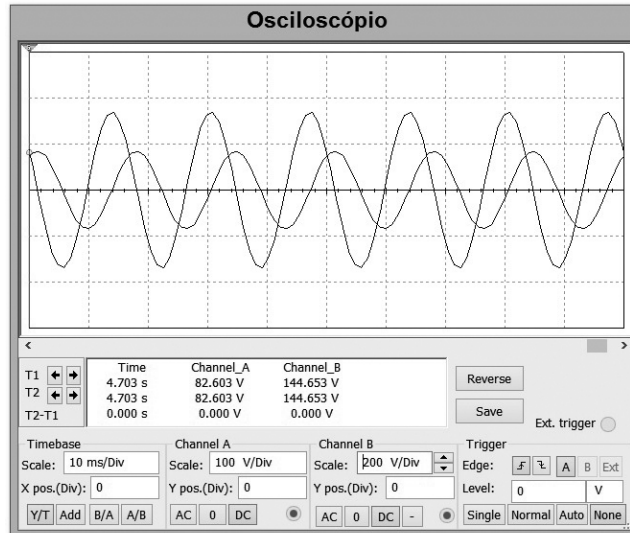 Osciloscópio
Time Channel_A Channel_B
T1 4.703 s 82.603 V 144.653 V
T2 4.703 s 82.603 V 144.653 V
T2-T1 0.000 s 0.000 V 0.000 V
Reverse
Save
Ext. trigger
Timebase Channel A Channel B Trigger
Scale: 10 ms/Div Scale: 100 V/Div Scale: 200 V/Div Edge: A B Ext
X pos.(Div): 0 Y pos.(Div): 0 Y pos.(Div): 0 Level: 0 V
Y/T Add B/A A/B AC 0 DC AC 0 DC - Single Normal Auto None